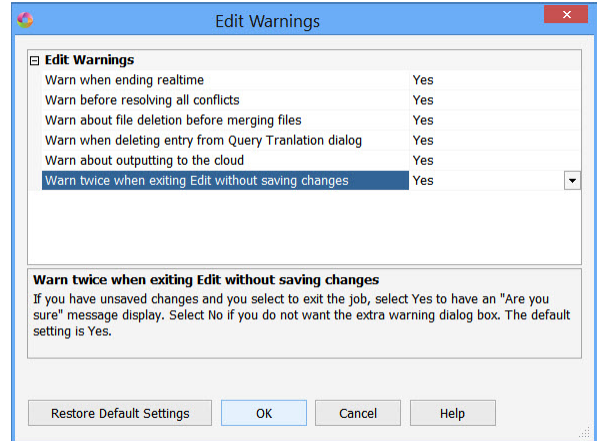 Edit Warnings
Edit Warnings
Warn when ending realtime Yes
Warn before resolving all conflicts Yes
Warn about file deletion before merging files Yes
Warn when deleting entry from Query Tranlation dialog Yes
Warn about outputting to the cloud Yes
Warn twice when exiting Edit without saving changes Yes
Warn twice when exiting Edit without saving changes
If you have unsaved changes and you select to exit the job, select Yes to have an "Are you
sure" message display. Select No if you do not want the extra warning dialog box. The default
setting is Yes.
Restore Default Settings OK Cancel Help